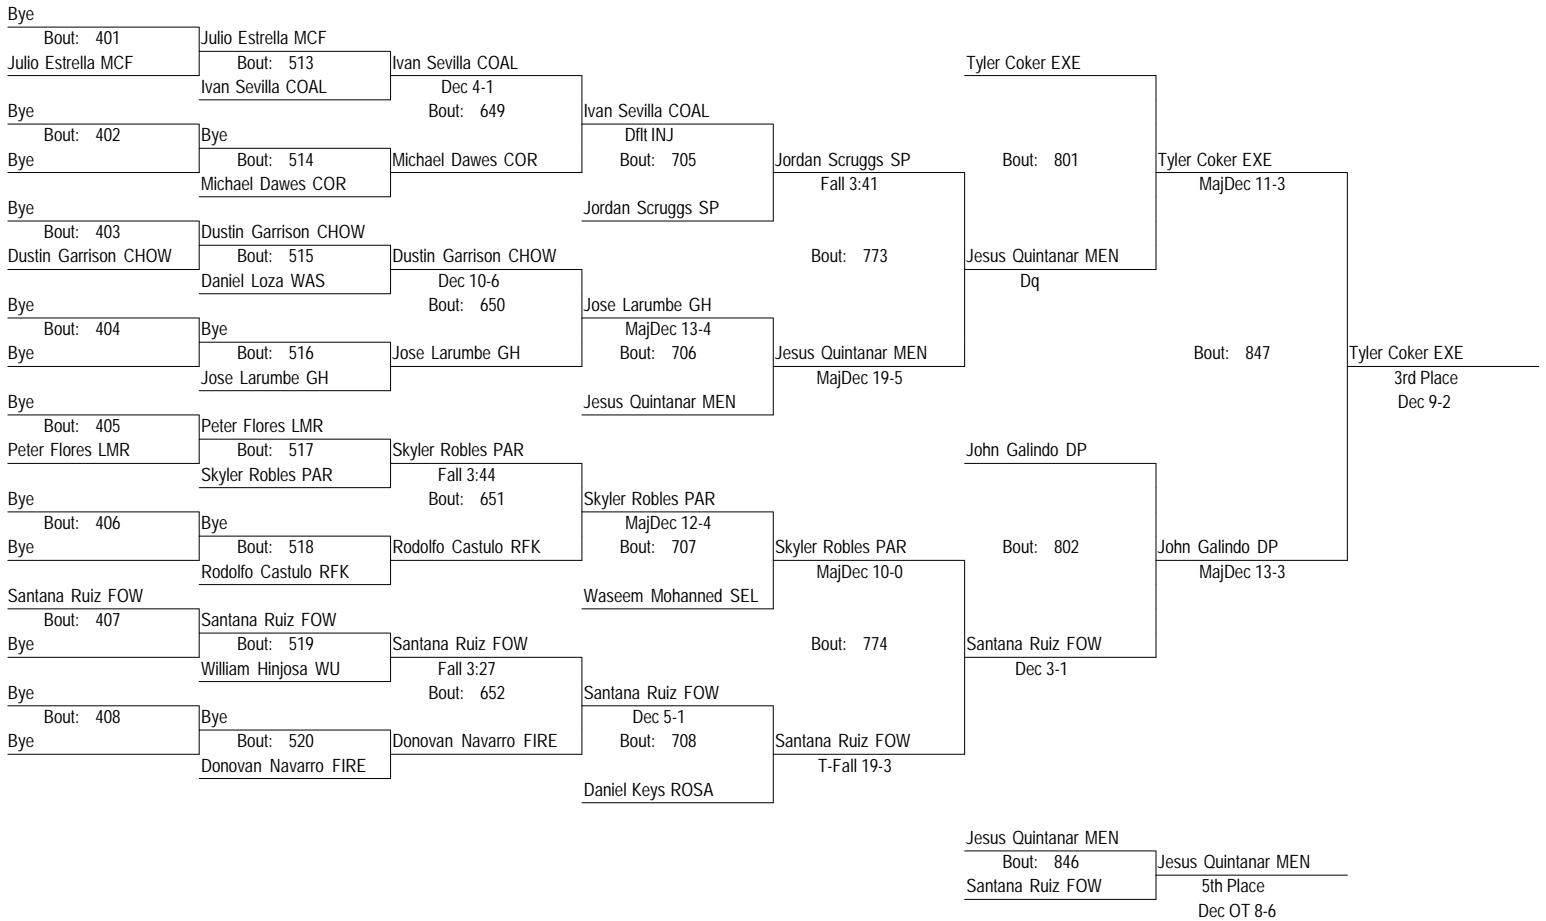 Bye
Bout: 401
Julio Estrella MCF
Bye
Bout: 402
Bye
Bye
Bout: 403
Dustin Garrison CHOW
Bye
Bout: 404
Bye
Bye
Bout: 405
Peter Flores LMR
Bye
Bout: 406
Bye
Santana Ruiz FOW
Bout: 407
Bye
Bye
Bout: 408
Bye
Julio Estrella MCF
Bout: 513
Ivan Sevilla COAL
Bye
Bout: 514
Michael Dawes COR
Dustin Garrison CHOW
Bout: 515
Daniel Loza WAS
Bye
Bout: 516
Jose Larumbe GH
Peter Flores LMR
Bout: 517
Skyler Robles PAR
Bye
Bout: 518
Rodolfo Castulo RFK
Santana Ruiz FOW
Bout: 519
William Hinjosa WU
Bye
Bout: 520
Donovan Navarro FIRE
Ivan Sevilla COAL
Dec 4-1
Bout: 649
Michael Dawes COR
Dustin Garrison CHOW
Dec 10-6
Bout: 650
Jose Larumbe GH
Skyler Robles PAR
Fall 3:44
Bout: 651
Rodolfo Castulo RFK
Santana Ruiz FOW
Fall 3:27
Bout: 652
Donovan Navarro FIRE
Ivan Sevilla COAL
Dflt INJ
Bout: 705
Jordan Scruggs SP
Jose Larumbe GH
MajDec 13-4
Bout: 706
Jesus Quintanar MEN
Skyler Robles PAR
MajDec 12-4
Bout: 707
Waseem Mohanned SEL
Santana Ruiz FOW
Dec 5-1
Bout: 708
Daniel Keys ROSA
Jordan Scruggs SP
Fall 3:41
Bout: 773
Jesus Quintanar MEN
MajDec 19-5
Skyler Robles PAR
MajDec 10-0
Bout: 774
Santana Ruiz FOW
T-Fall 19-3
Tyler Coker EXE
Bout: 801
Jesus Quintanar MEN
Dq
John Galindo DP
Bout: 802
Santana Ruiz FOW
Dec 3-1
Tyler Coker EXE
MajDec 11-3
Bout: 847
John Galindo DP
MajDec 13-3
Tyler Coker EXE
3rd Place
Dec 9-2
Jesus Quintanar MEN
Bout: 846
Santana Ruiz FOW
Jesus Quintanar MEN
5th Place
Dec OT 8-6